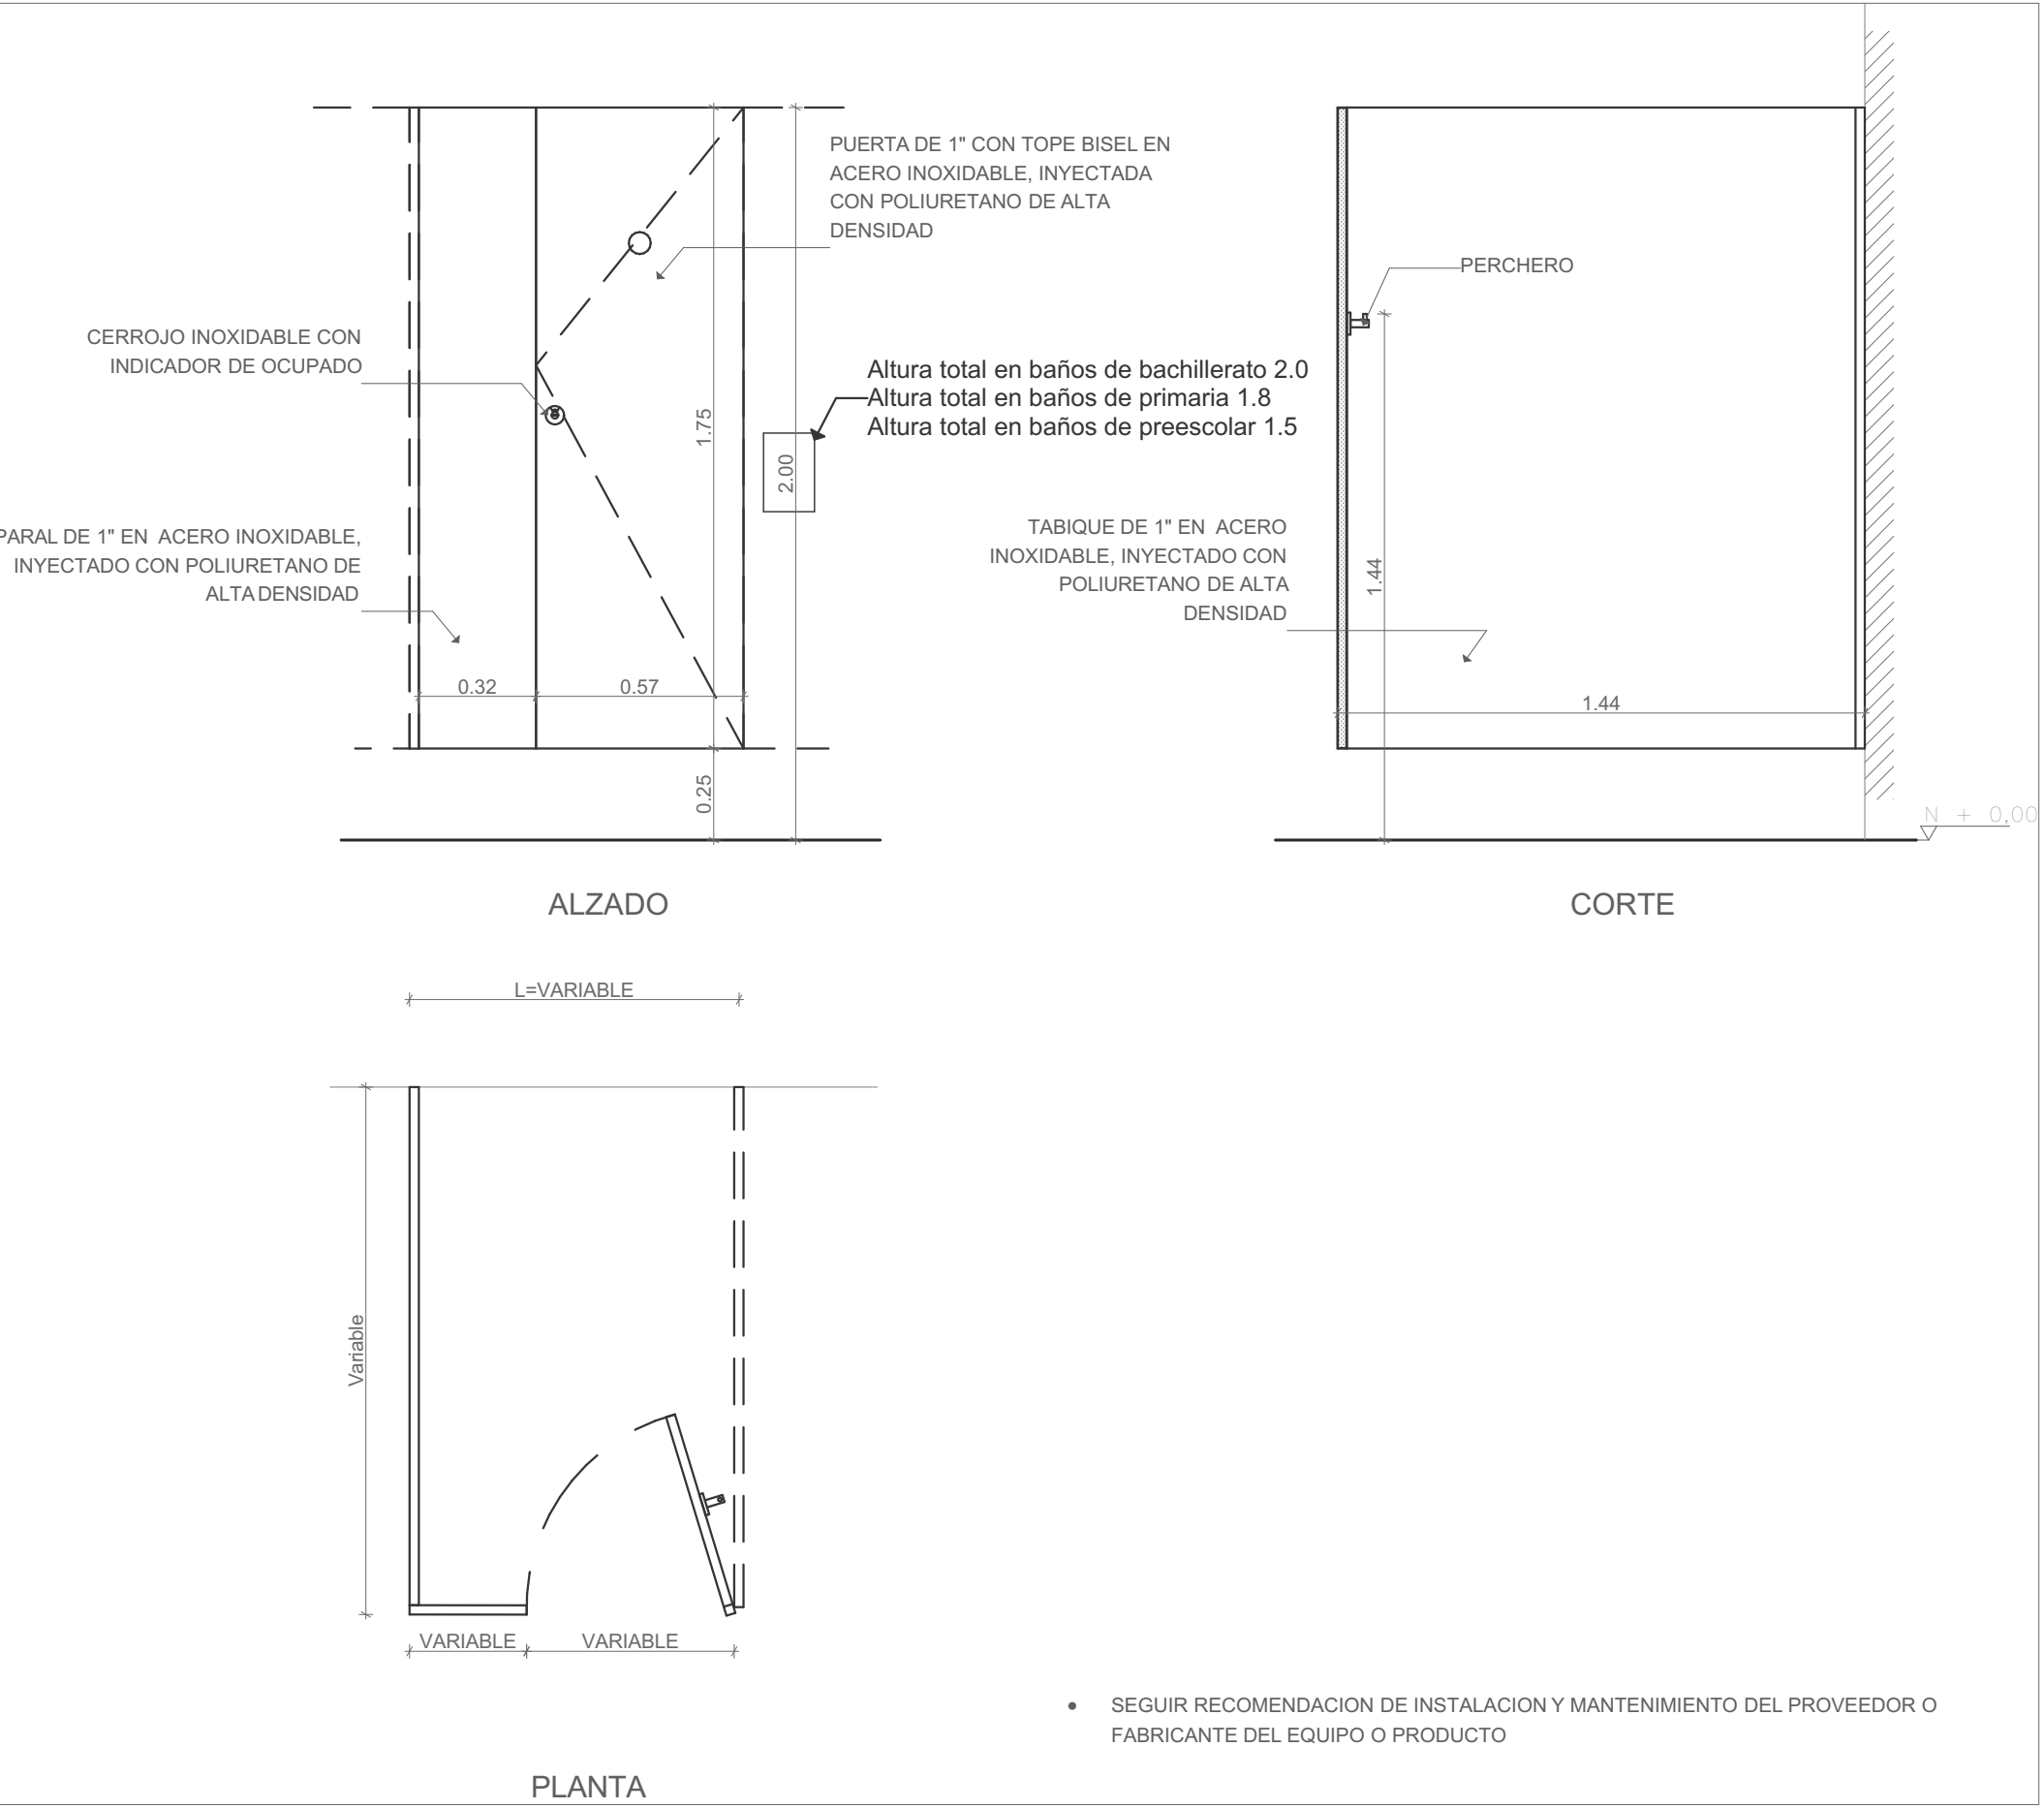 PUERTA DE 1" CON TOPE BISEL EN
ACERO INOXIDABLE, INYECTADA
CON POLIURETANO DE ALTA
DENSIDAD
CERROJO INOXIDABLE CON
INDICADOR DE OCUPADO
Altura total en baños de bachillerato 2.0
Altura total en baños de primaria 1.8
Altura total en baños de preescolar 1.5
1.75
2.00
PARAL DE 1" EN ACERO INOXIDABLE,
INYECTADO CON POLIURETANO DE
ALTA DENSIDAD
0.32
0.57
0.25
ALZADO
PERCHERO
TABIQUE DE 1" EN ACERO
INOXIDABLE, INYECTADO CON
POLIURETANO DE ALTA
DENSIDAD
1.44
1.44
N + 0,00
CORTE
L=VARIABLE
Variable
VARIABLE
VARIABLE
PLANTA
• SEGUIR RECOMENDACION DE INSTALACION Y MANTENIMIENTO DEL PROVEEDOR O
FABRICANTE DEL EQUIPO O PRODUCTO